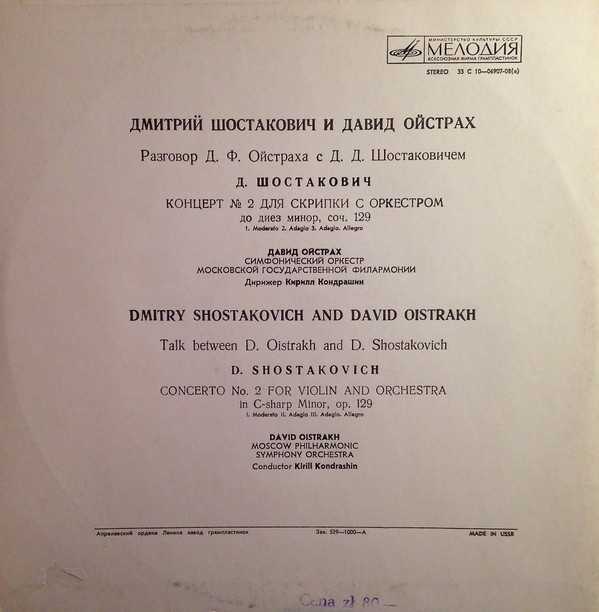 МИНИСТЕРСТВО КУЛЬТУРЫ СССР
МЕЛОДИЯ
ВСЕСОЮЗНАЯ ФИРМА ГРАМПЛАСТИНОК
STEREO 33 С 10—06907-08(а)
ДМИТРИЙ ШОСТАКОВИЧ И ДАВИД ОЙСТРАХ
Разговор Д. Ф. Ойстраха с Д. Д. Шостаковичем
Д. ШОСТАКОВИЧ
КОНЦЕРТ № 2 ДЛЯ СКРИПКИ С ОРКЕСТРОМ
до диез минор, соч. 129
1. Moderato 2. Adagio 3. Adagio. Allegro
ДАВИД ОЙСТРАХ
СИМФОНИЧЕСКИЙ ОРКЕСТР
МОСКОВСКОЙ ГОСУДАРСТВЕННОЙ ФИЛАРМОНИИ
Дирижер Кирилл Кондрашин
DMITRY SHOSTAKOVICH AND DAVID OISTRAKH
Talk between D. Oistrakh and D. Shostakovich
D. SHOSTAKOVICH
CONCERTO No. 2 FOR VIOLIN AND ORCHESTRA
in C-sharp Minor, op. 129
I. Moderato II. Adagio III. Adagio. Allegro
DAVID OISTRAKH
MOSCOW PHILHARMONIC
SYMPHONY ORCHESTRA
Conductor Kirill Kondrashin
Апрелевский ордена Ленина завод грампластинок Зак. 539—1000—А MADE IN USSR
Cena zł 80.—